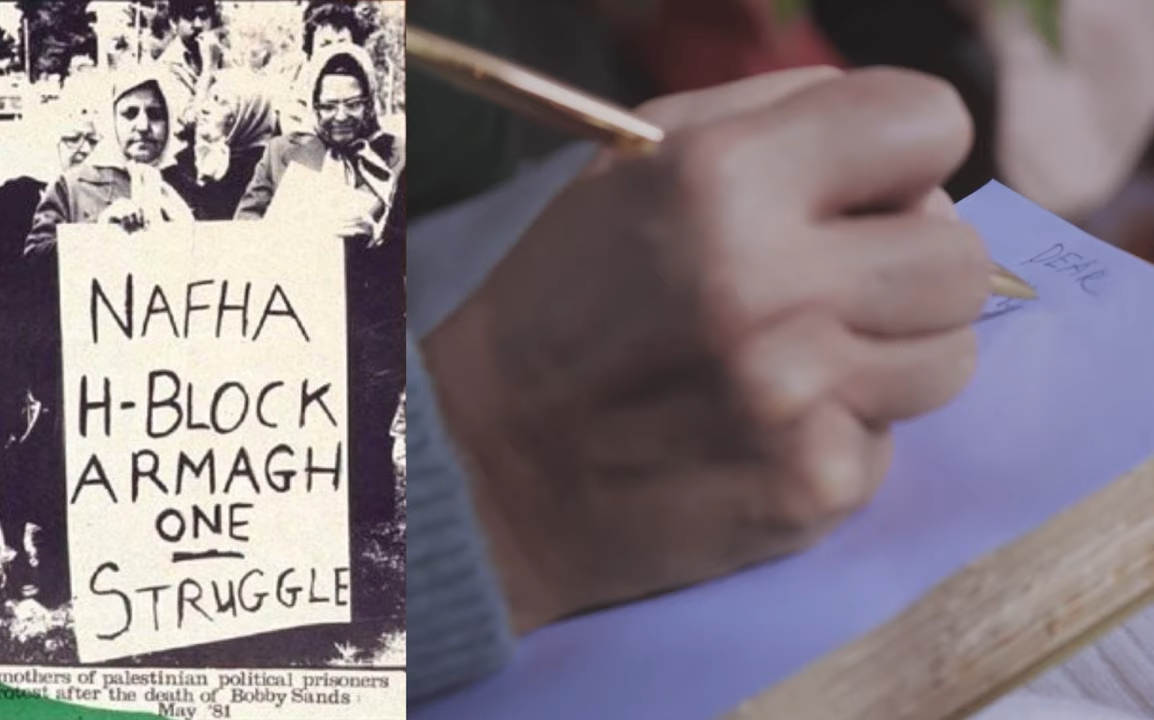 NAFHA
H-BLOCK
ARMAGH
ONE
STRUGGLE
mothers of palestinian political prisoners
protest after the death of Bobby Sands :
May '81
DEAR